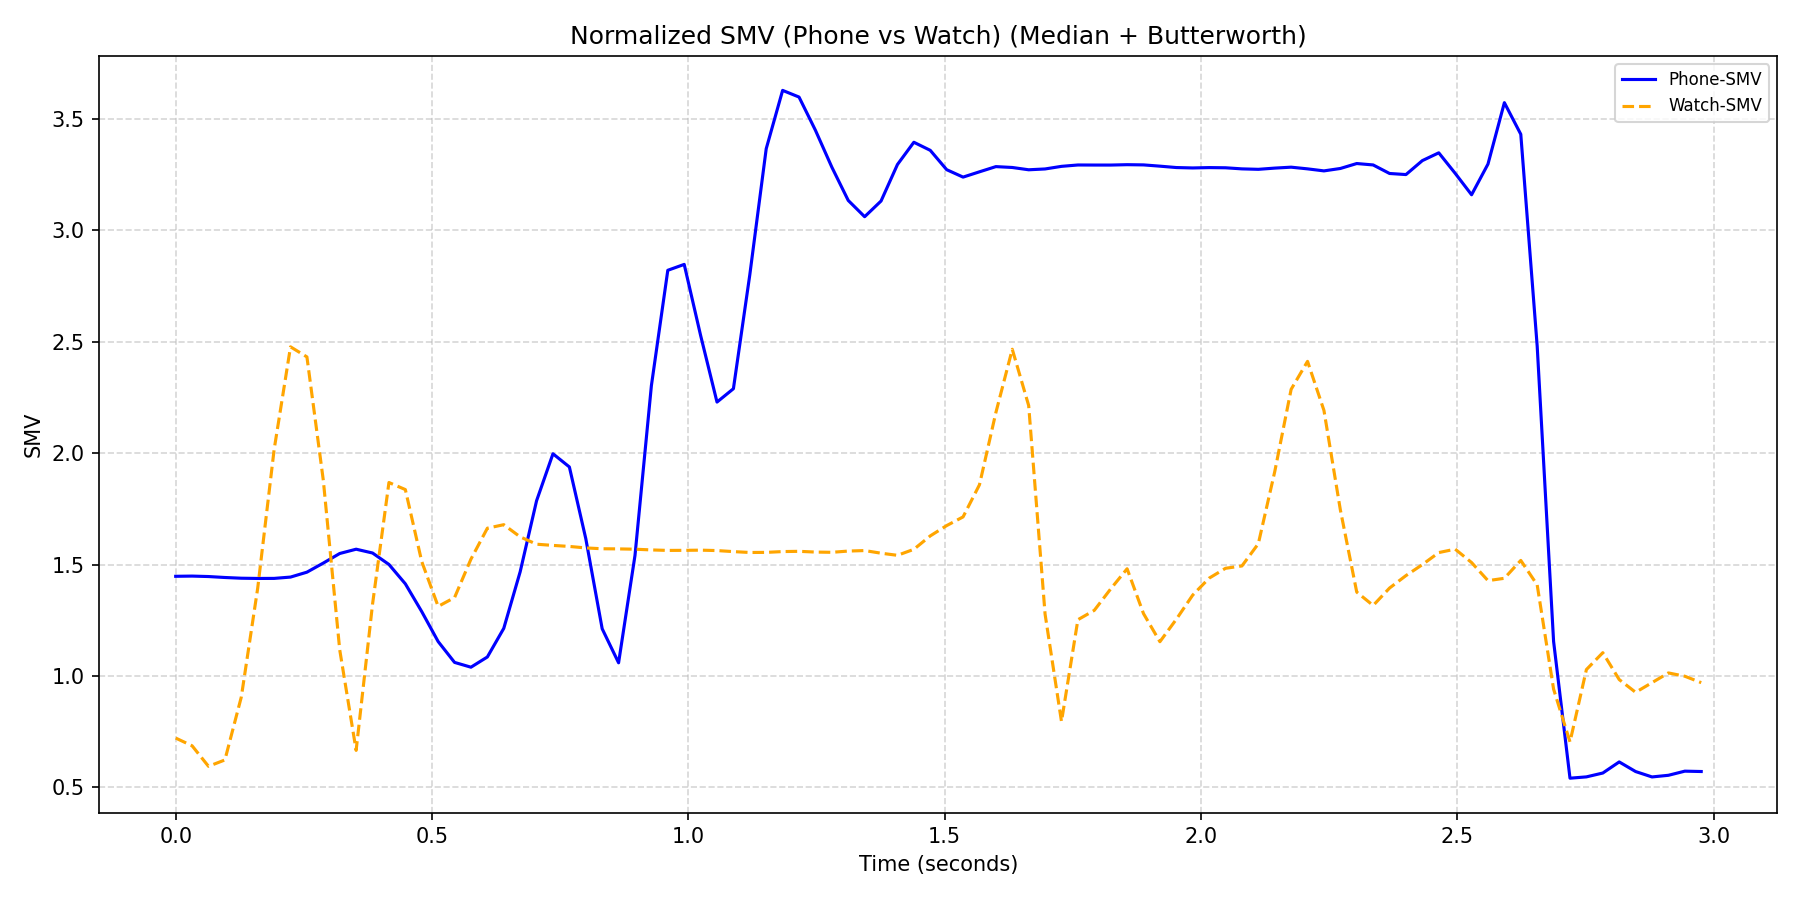 Normalized SMV (Phone vs Watch) (Median + Butterworth)
Phone-SMV
Watch-SMV
3.5
3.0
2.5
2.0
1.5
1.0
0.5
SMV
0.0 0.5 1.0 1.5 2.0 2.5 3.0
Time (seconds)